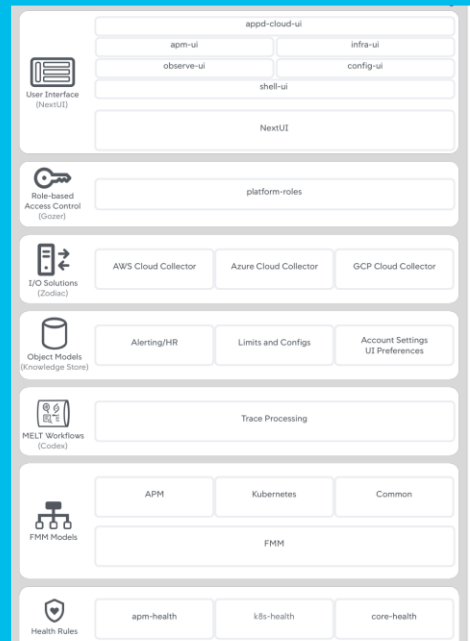 appd-cloud-ui
apm-ui
infra-ui
observe-ui
config-ui
shell-ui
NextUI
User Interface
(NextUI)
platform-roles
Role-based
Access Control
(Gozer)
AWS Cloud Collector
Azure Cloud Collector
GCP Cloud Collector
I/O Solutions
(Zodiac)
Alerting/HR
Limits and Configs
Account Settings
UI Preferences
Object Models
(Knowledge Store)
Trace Processing
MELT Workflows
(Codex)
APM
Kubernetes
Common
FMM
FMM Models
apm-health
k8s-health
core-health
Health Rules